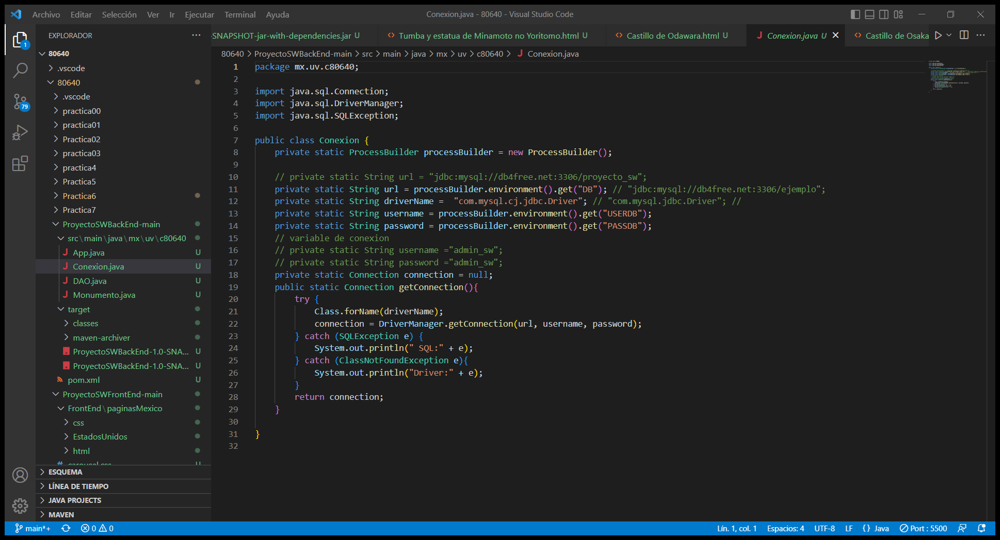 Archivo Editar Selección Ver Ir Ejecutar Terminal Ayuda
Conexion.java - 80640 - Visual Studio Code
EXPLORADOR
80640
.vscode
80640
.vscode
practica00
practica01
Practica02
practica03
practica4
Practica5
Practica6
Practica7
ProyectoSWBackEnd-main
src\main\java\mx\uv\c80640
App.java U
Conexion.java U
DAO.java U
Monumento.java U
target
classes
maven-archiver
ProyectoSWBackEnd-1.0-SNA... U
ProyectoSWBackEnd-1.0-SNA... U
pom.xml U
ProyectoSWFrontEnd-main
FrontEnd\paginasMexico
css
EstadosUnidos
html
carousel.css U
ESQUEMA
LÍNEA DE TIEMPO
JAVA PROJECTS
MAVEN
1
79
-SNAPSHOT-jar-with-dependencies.jar U
Tumba y estatua de Minamoto no Yoritomo.html U
Castillo de Odawara.html U
Conexion.java U
Castillo de Osaka
80640 > ProyectoSWBackEnd-main > src > main > java > mx > uv > c80640 > Conexion.java
1 package mx.uv.c80640;
2
3 import java.sql.Connection;
4 import java.sql.DriverManager;
5 import java.sql.SQLException;
6
7 public class Conexion {
8 private static ProcessBuilder processBuilder = new ProcessBuilder();
9
10 // private static String url = "jdbc:mysql://db4free.net:3306/proyecto_sw";
11 private static String url = processBuilder.environment().get("DB"); // "jdbc:mysql://db4free.net:3306/ejemplo";
12 private static String driverName =  "com.mysql.cj.jdbc.Driver"; // "com.mysql.jdbc.Driver"; //
13 private static String username = processBuilder.environment().get("USERDB");
14 private static String password = processBuilder.environment().get("PASSDB");
15 // variable de conexion
16 // private static String username ="admin_sw";
17 // private static String password ="admin_sw";
18 private static Connection connection = null;
19 public static Connection getConnection(){
20 try {
21 Class.forName(driverName);
22 connection = DriverManager.getConnection(url, username, password);
23 } catch (SQLException e) {
24 System.out.println(" SQL:" + e);
25 } catch (ClassNotFoundException e){
26 System.out.println("Driver:" + e);
27 }
28 return connection;
29 }
30
31 }
32
main*+ 0 0
Lín. 1, col. 1 Espacios: 4 UTF-8 LF {} Java Port : 5500